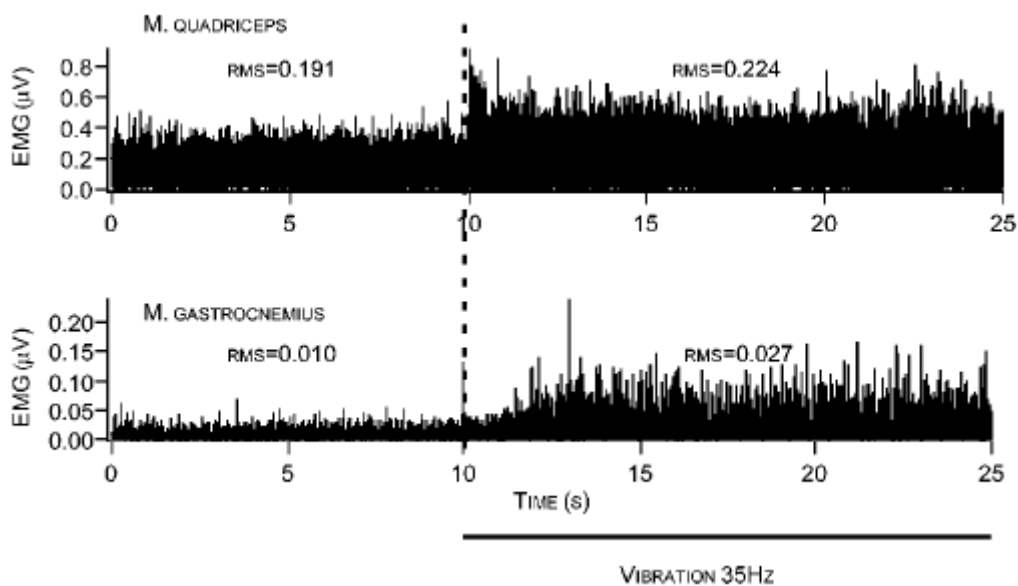 M. QUADRICEPS
RMS=0.191 RMS=0.224
EMG (µV)
0.8
0.6
0.4
0.2
0.0
0 5 10 15 20 25
M. GASTROCNEMIUS
RMS=0.010 RMS=0.027
EMG (µV)
0.20
0.15
0.10
0.05
0.00
0 5 10 15 20 25
TIME (s)
VIBRATION 35HZ